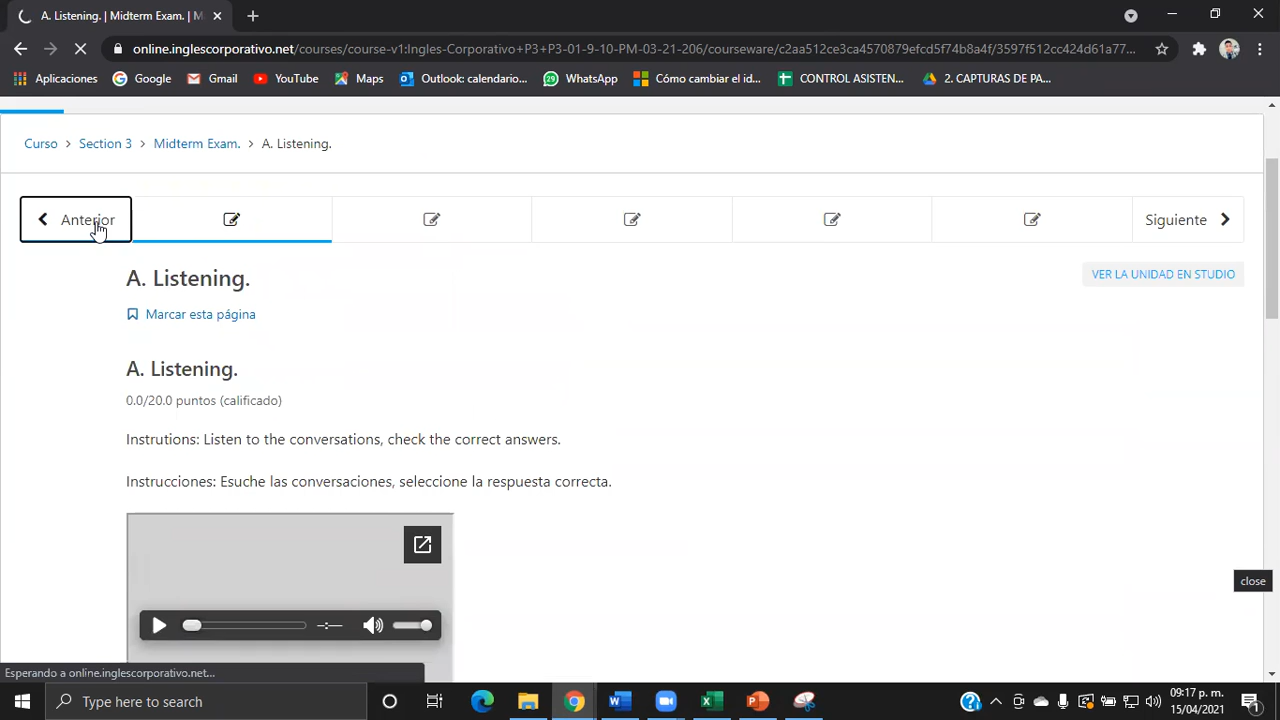 A. Listening. | Midterm Exam. | M
online.inglescorporativo.net/courses/course-v1:Ingles-Corporativo+P3+P3-01-9-10-PM-03-21-206/courseware/c2aa512ce3ca4570879efcd5f74b8a4f/3597f512cc424d61a77...
Aplicaciones Google Gmail YouTube Maps Outlook: calendario... 29 WhatsApp Cómo cambiar el id... CONTROL ASISTEN... 2. CAPTURAS DE PA...
Curso > Section 3 > Midterm Exam. > A. Listening.
Anterior Siguiente
A. Listening.
VER LA UNIDAD EN STUDIO
Marcar esta página
A. Listening.
0.0/20.0 puntos (calificado)
Instrutions: Listen to the conversations, check the correct answers.
Instrucciones: Esuche las conversaciones, seleccione la respuesta correcta.
close
-:--
Esperando a online.inglescorporativo.net...
Type here to search
09:17 p. m.
15/04/2021
1